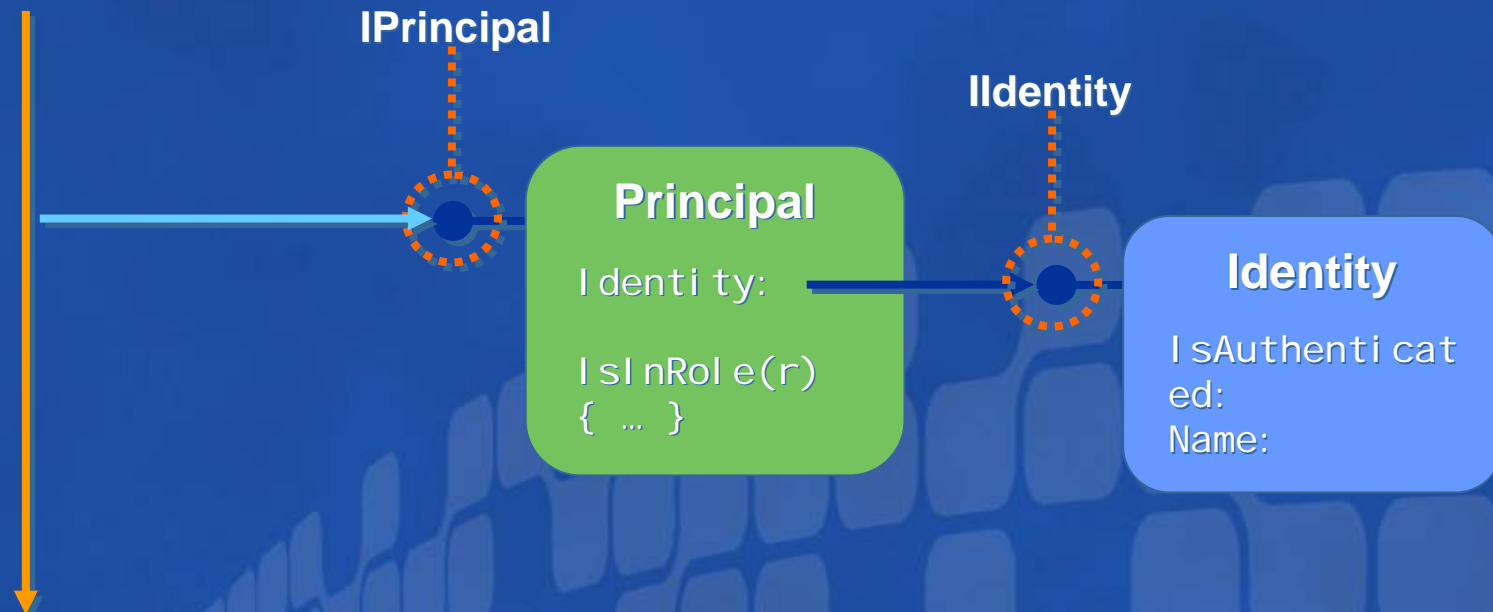 IPrincipal
IIdentity
Principal
Identity:
IsInRole(r)
{ … }
Identity
IsAuthenticat
ed:
Name: